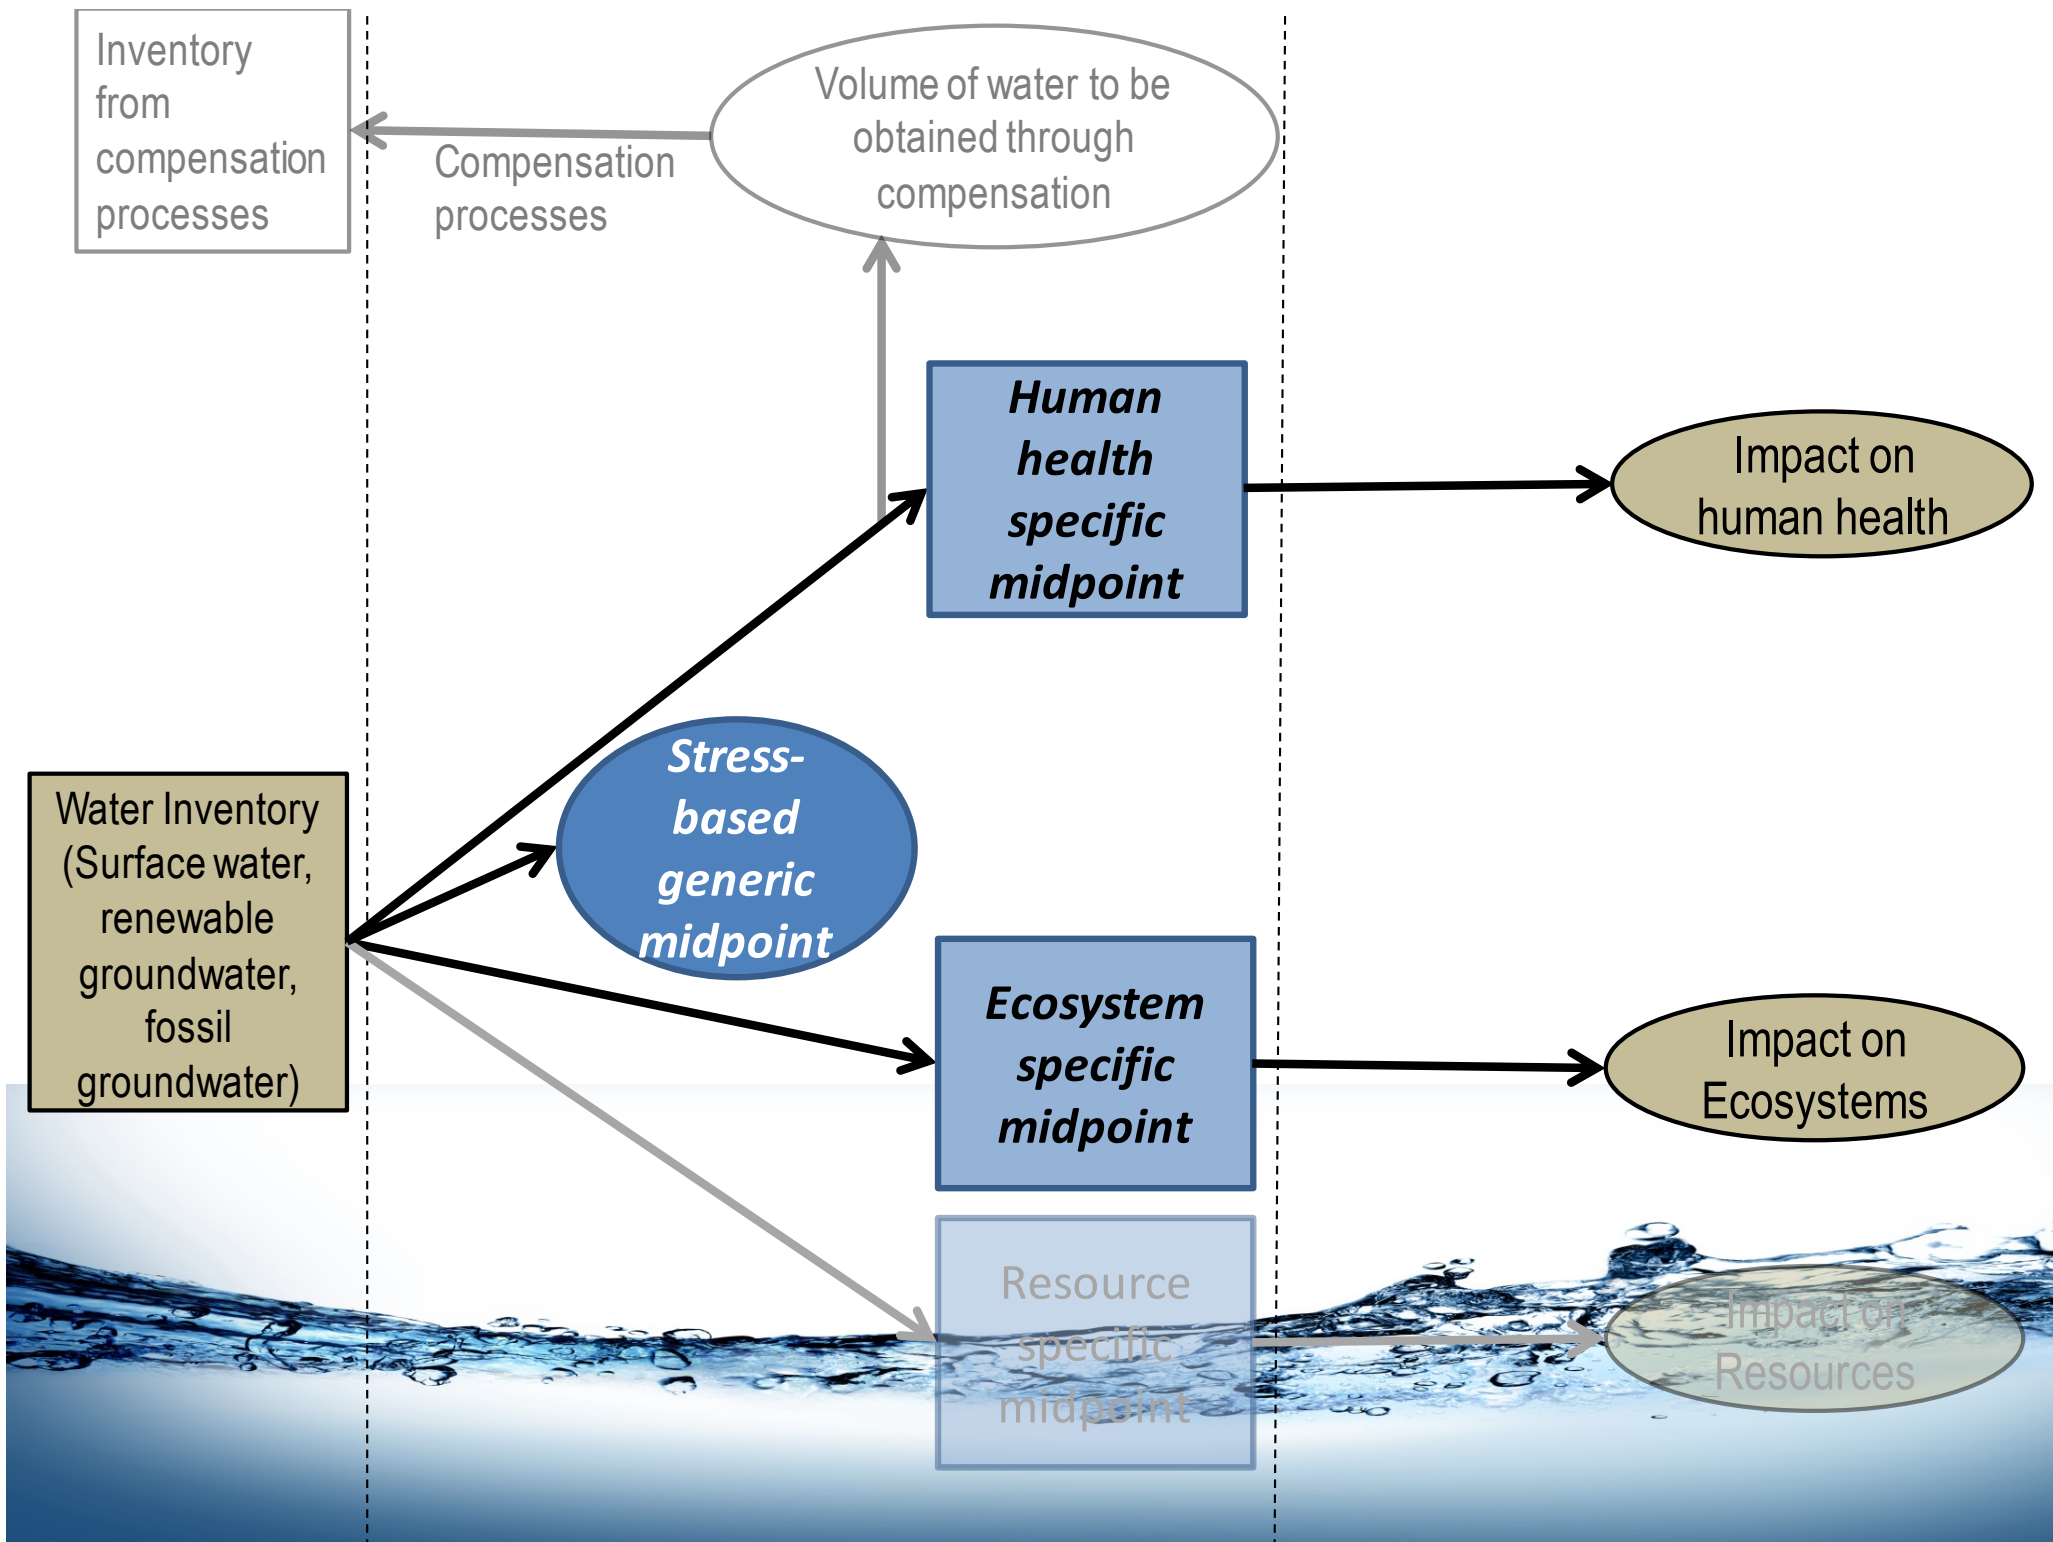 Inventory
from
compensation
processes
Compensation
processes
Volume of water to be
obtained through
compensation
Human
health
specific
midpoint
Impact on
human health
Stress-
based
generic
midpoint
Water Inventory
(Surface water,
renewable
groundwater,
fossil
groundwater)
Ecosystem
specific
midpoint
Impact on
Ecosystems
Resource
specific
midpoint
Impact on
Resources